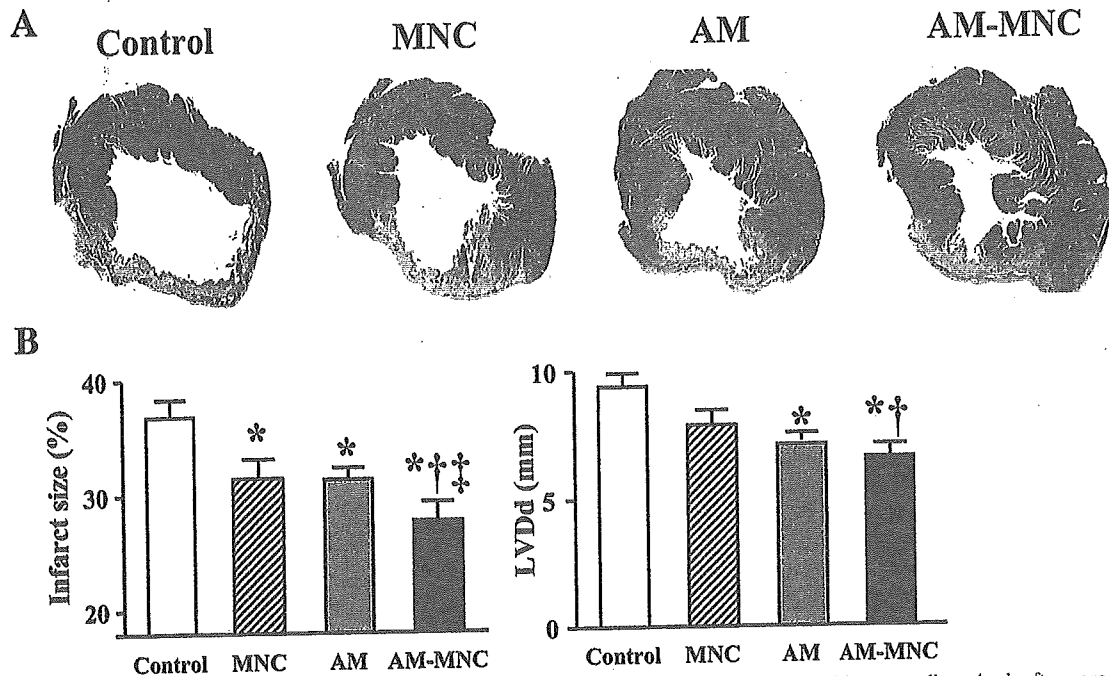 A
Control
MNC
AM
AM-MNC
B
Infarct size (%)
40
30
20
*
*
*†‡
Control
MNC
AM
AM-MNC
LVDd (mm)
10
5
0
*
*†
Control
MNC
AM
AM-MNC